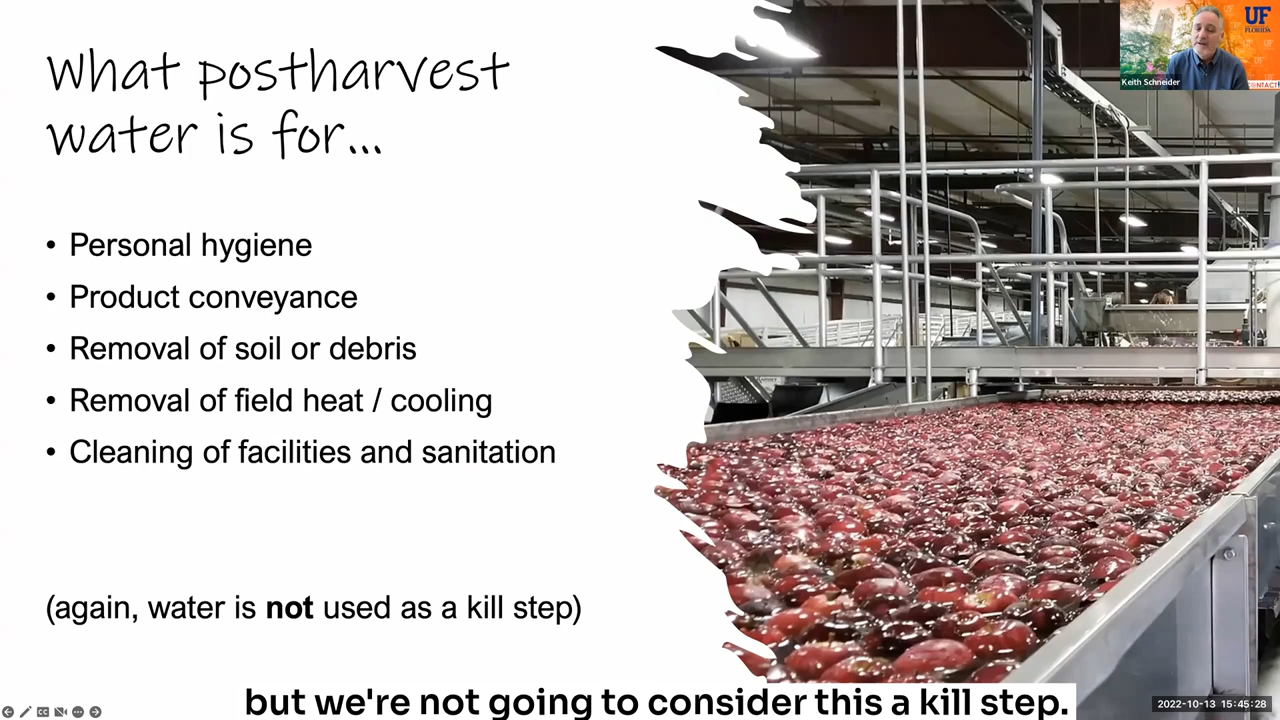 What postharvest
water is for...
• Personal hygiene
• Product conveyance
• Removal of soil or debris
• Removal of field heat / cooling
• Cleaning of facilities and sanitation
(again, water is not used as a kill step)
but we're not going to consider this a kill step.
UF
FLORIDA
Keith Schneider
CC
2022-10-13 15:45:28